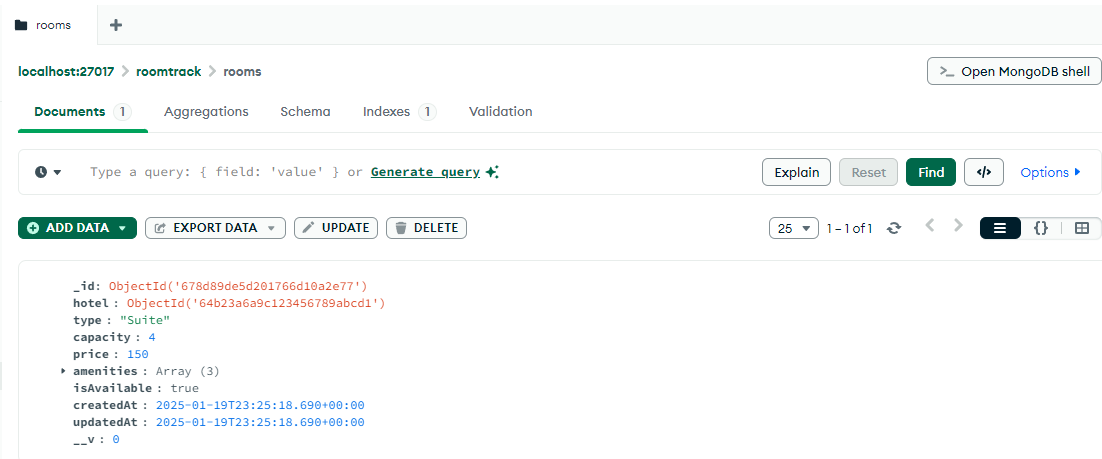 rooms
localhost:27017 > roomtrack > rooms
>_ Open MongoDB shell
Documents 1 Aggregations Schema Indexes 1 Validation
Type a query: { field: 'value' } or Generate query
Explain Reset Find </> Options
ADD DATA EXPORT DATA UPDATE DELETE
25 1 – 1 of 1 {}
_id: ObjectId('678d89de5d201766d10a2e77')
hotel : ObjectId('64b23a6a9c123456789abcd1')
type : "Suite"
capacity : 4
price : 150
amenities : Array (3)
isAvailable : true
createdAt : 2025-01-19T23:25:18.690+00:00
updatedAt : 2025-01-19T23:25:18.690+00:00
__v : 0